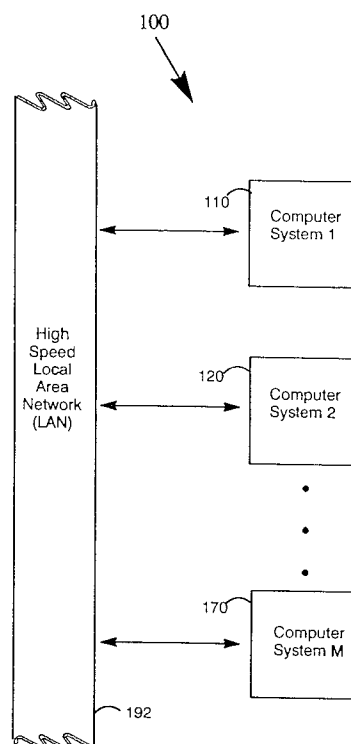 100
110
Computer
System 1
High
Speed
Local
Area
Network
(LAN)
120
Computer
System 2
170
Computer
System M
192